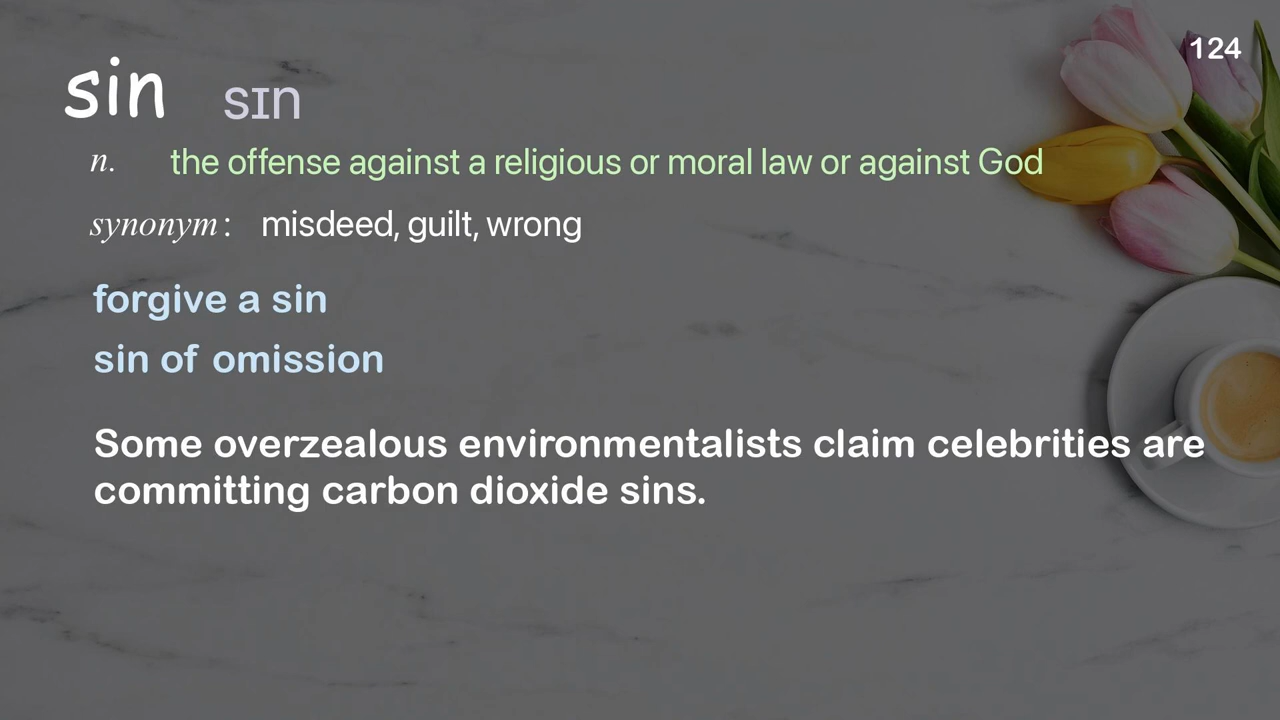 124
sin sɪn
n. the offense against a religious or moral law or against God
synonym: misdeed, guilt, wrong
forgive a sin
sin of omission
Some overzealous environmentalists claim celebrities are
committing carbon dioxide sins.